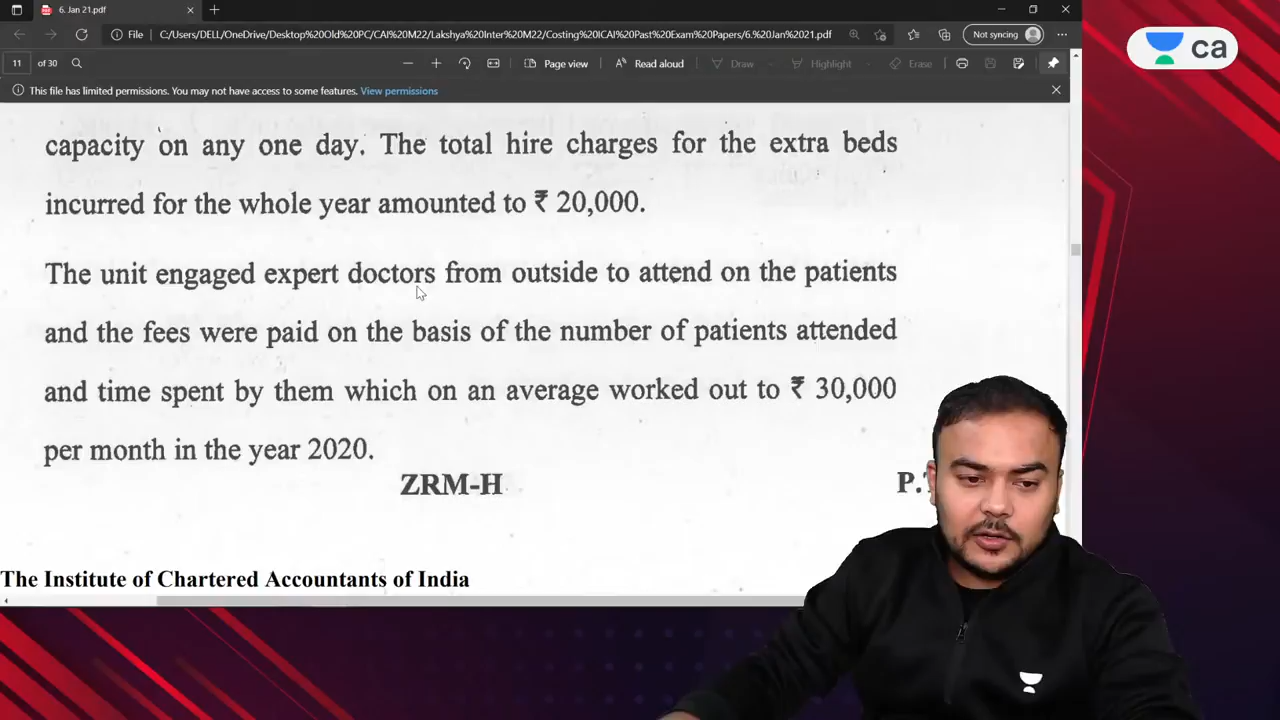 6. Jan 21.pdf
File
C:/Users/DELL/OneDrive/Desktop%20Old%20PC/CAI%20M22/Lakshya%20Inter%20M22/Costing%20ICAI%20Past%20Exam%20Papers/6.%20Jan%2021.pdf
Not syncing
11 of 30
Page view
Read aloud
Draw
Highlight
Erase
This file has limited permissions. You may not have access to some features. View permissions
ca
capacity on any one day. The total hire charges for the extra beds
incurred for the whole year amounted to ₹ 20,000.
The unit engaged expert doctors from outside to attend on the patients
and the fees were paid on the basis of the number of patients attended
and time spent by them which on an average worked out to ₹ 30,000
per month in the year 2020.
ZRM-H
The Institute of Chartered Accountants of India